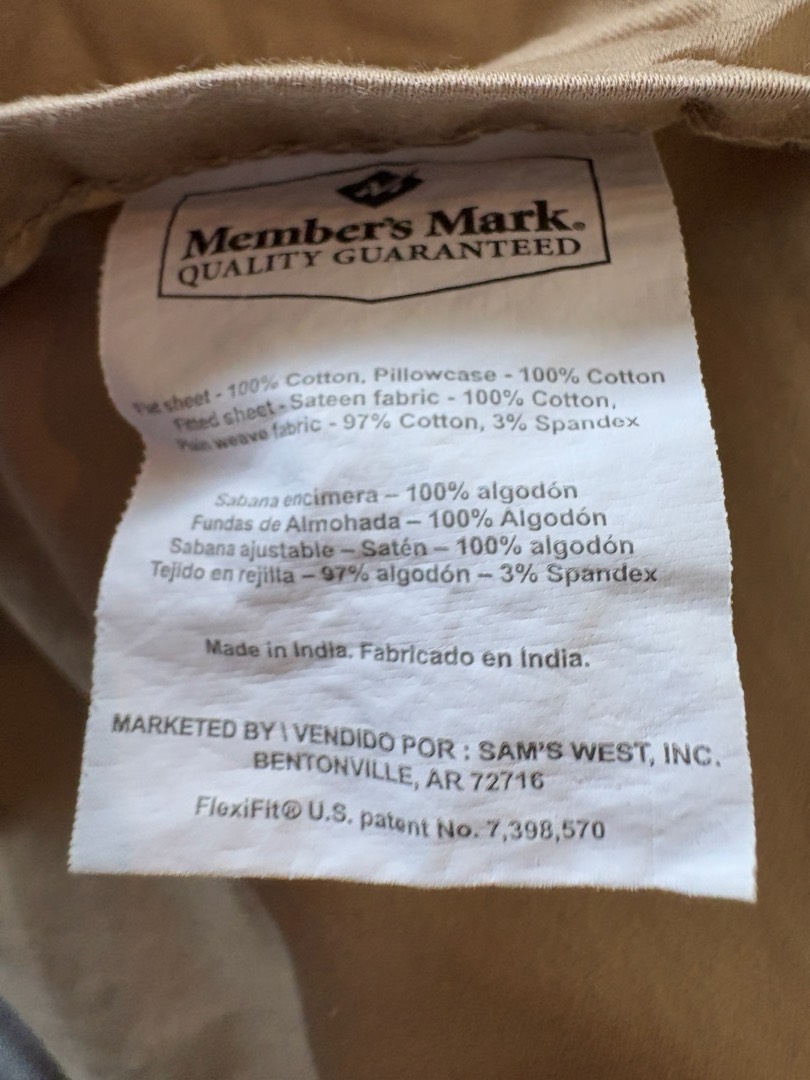 Member's Mark.
QUALITY GUARANTEED
Flat sheet - 100% Cotton, Pillowcase - 100% Cotton
Fitted sheet - Sateen fabric - 100% Cotton,
Plain weave fabric - 97% Cotton, 3% Spandex
Sabana encimera – 100% algodón
Fundas de Almohada – 100% Algodón
Sabana ajustable – Satén – 100% algodón
Tejido en rejilla – 97% algodón – 3% Spandex
Made in India. Fabricado en Índia.
MARKETED BY \ VENDIDO POR : SAM'S WEST, INC.
BENTONVILLE, AR 72716
FlexiFit® U.S. patent No. 7,398,570